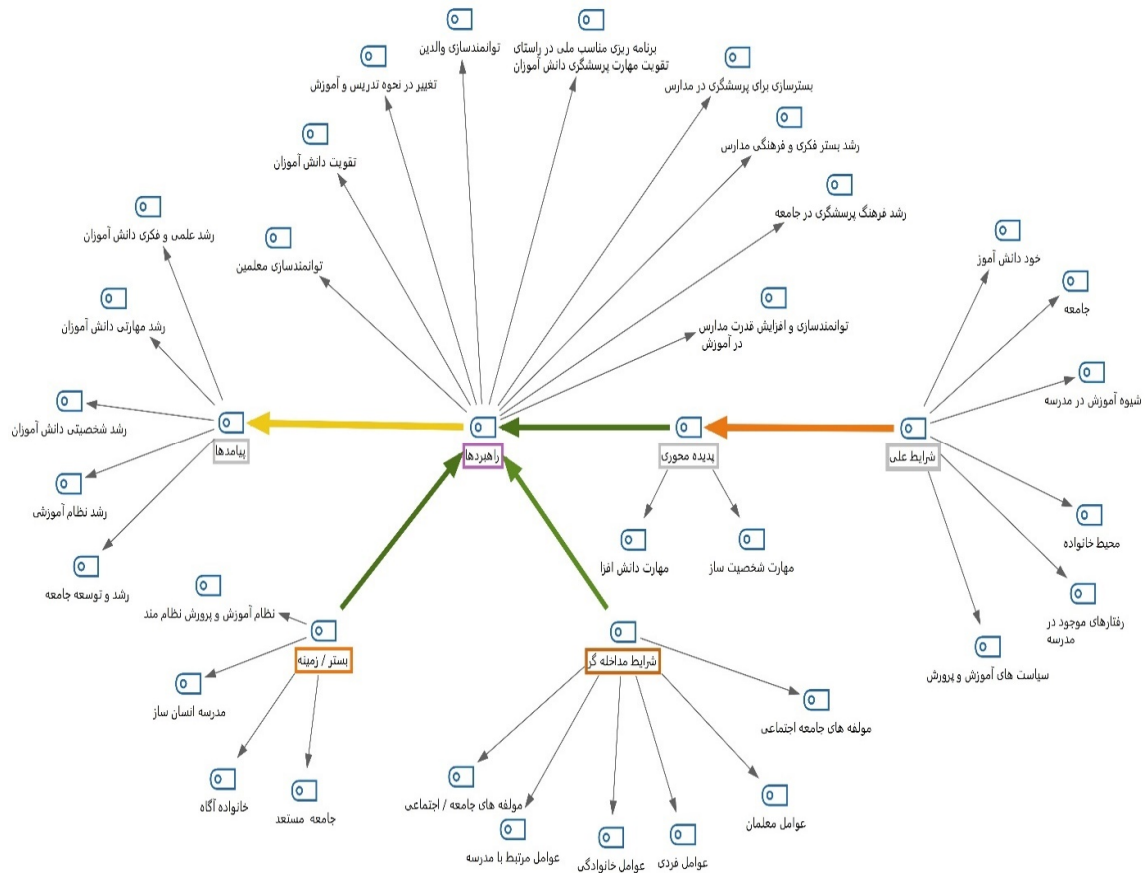 توانمندسازی والدین
برنامه ریزی مناسب ملی در راستای
تقویت مهارت پرسشگری دانش آموزان
تغییر در نحوه تدریس و آموزش
بسترسازی برای پرسشگری در مدارس
رشد بستر فکری و فرهنگی مدارس
تقویت دانش آموزان
رشد فرهنگ پرسشگری در جامعه
رشد علمی و فکری دانش آموزان
توانمندسازی معلمین
خود دانش آموز
جامعه
رشد مهارتی دانش آموزان
توانمندسازی و افزایش قدرت مدارس
در آموزش
شیوه آموزش در مدرسه
رشد شخصیتی دانش آموزان
پیامدها
راهبردها
پدیده محوری
شرایط علی
رشد نظام آموزشی
محیط خانواده
مهارت دانش افزا
مهارت شخصیت ساز
رشد و توسعه جامعه
نظام آموزش و پرورش نظام مند
رفتارهای موجود در
مدرسه
بستر / زمینه
شرایط مداخله گر
سیاست های آموزش و پرورش
مدرسه انسان ساز
مولفه های جامعه اجتماعی
خانواده آگاه
جامعه مستعد
مولفه های جامعه / اجتماعی
عوامل معلمان
عوامل مرتبط با مدرسه
عوامل خانوادگی
عوامل فردی